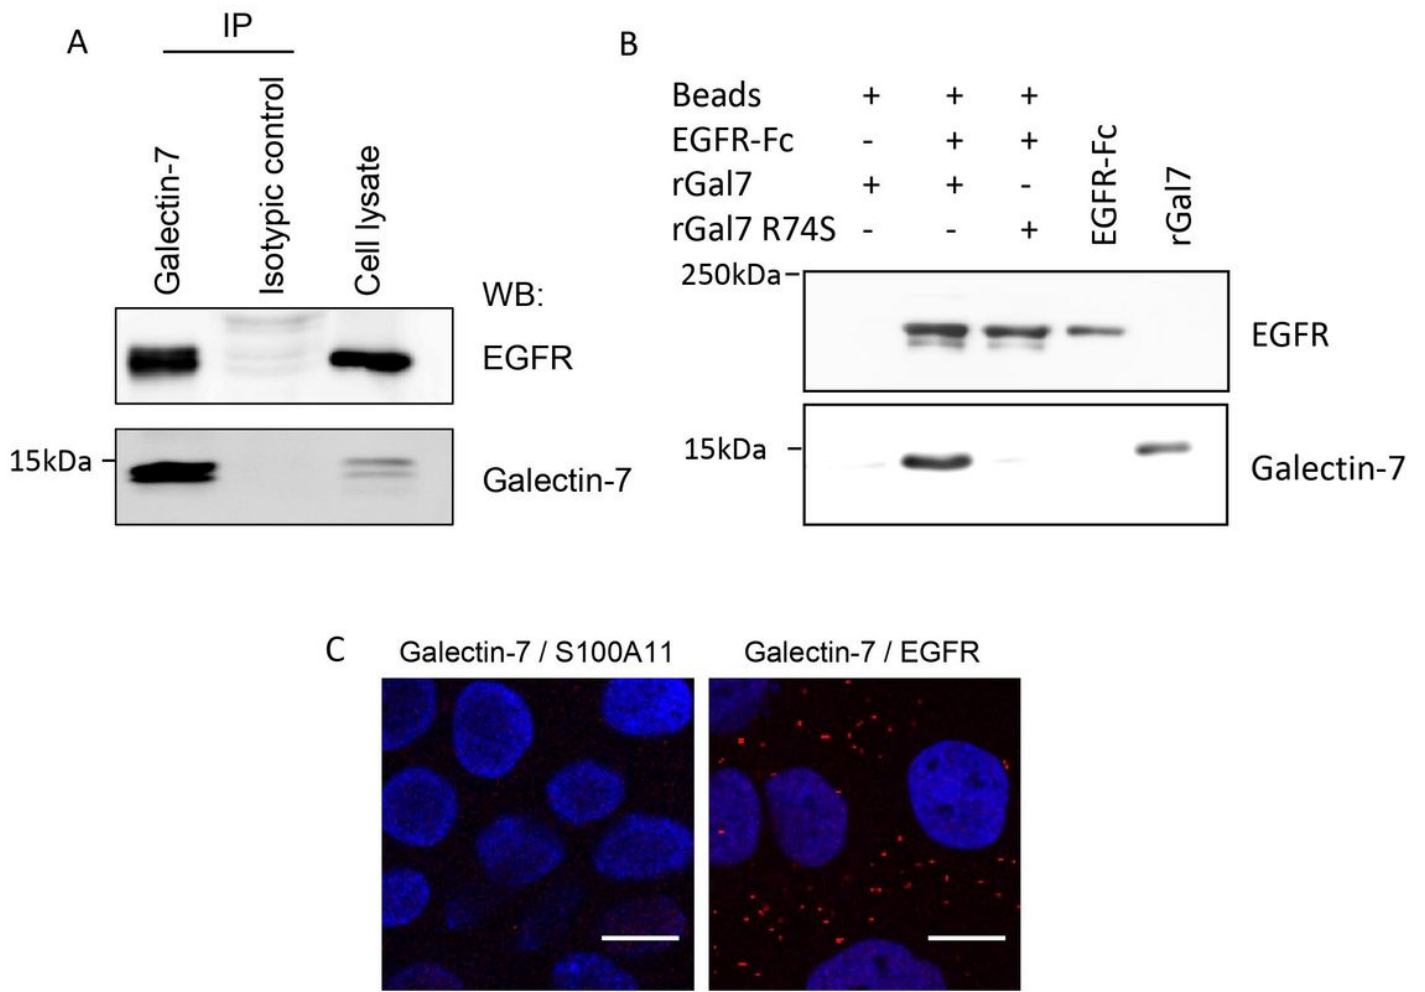 A
IP
Galectin-7
Isotypic control
Cell lysate
WB:
EGFR
15kDa
Galectin-7
B
Beads + + +
EGFR-Fc - + +
rGal7 + + -
rGal7 R74S - - +
EGFR-Fc
rGal7
250kDa
EGFR
15kDa
Galectin-7
C
Galectin-7 / S100A11
Galectin-7 / EGFR